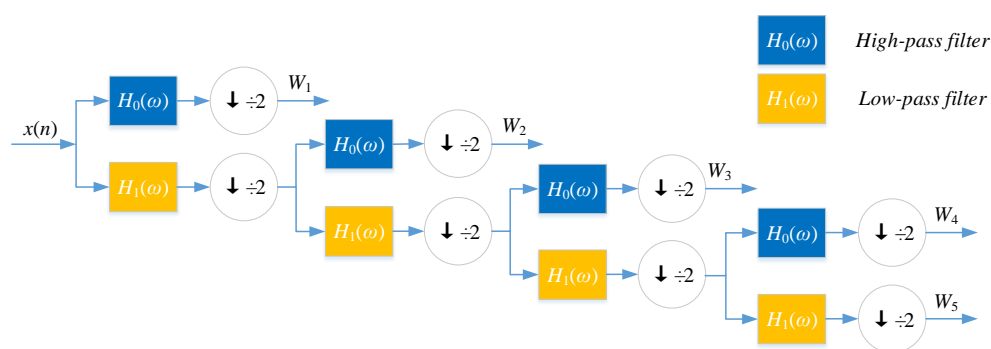 H₀(ω) High-pass filter
H₁(ω) Low-pass filter
x(n)
H₀(ω) ↓ ÷2 W₁
H₁(ω) ↓ ÷2
H₀(ω) ↓ ÷2 W₂
H₁(ω) ↓ ÷2
H₀(ω) ↓ ÷2 W₃
H₁(ω) ↓ ÷2
H₀(ω) ↓ ÷2 W₄
H₁(ω) ↓ ÷2 W₅